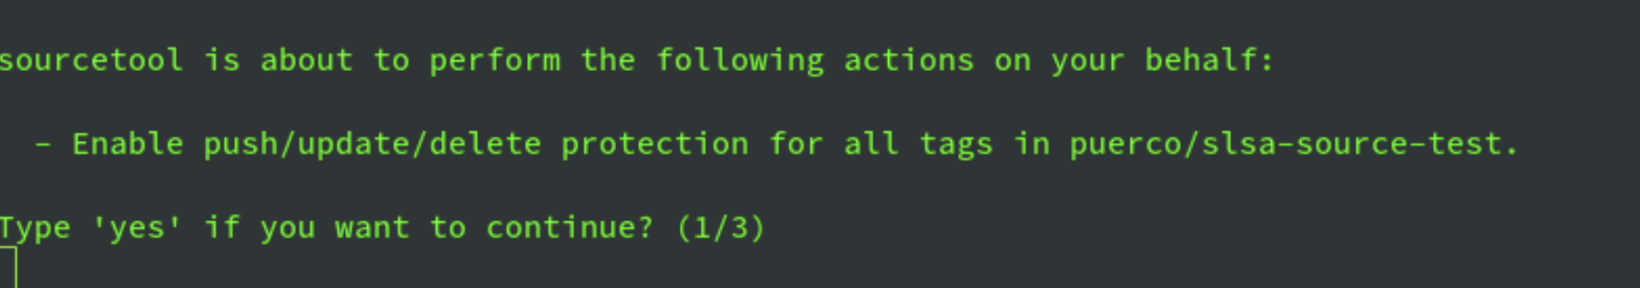 sourcetool is about to perform the following actions on your behalf:
- Enable push/update/delete protection for all tags in puerco/slsa-source-test.
Type 'yes' if you want to continue? (1/3)